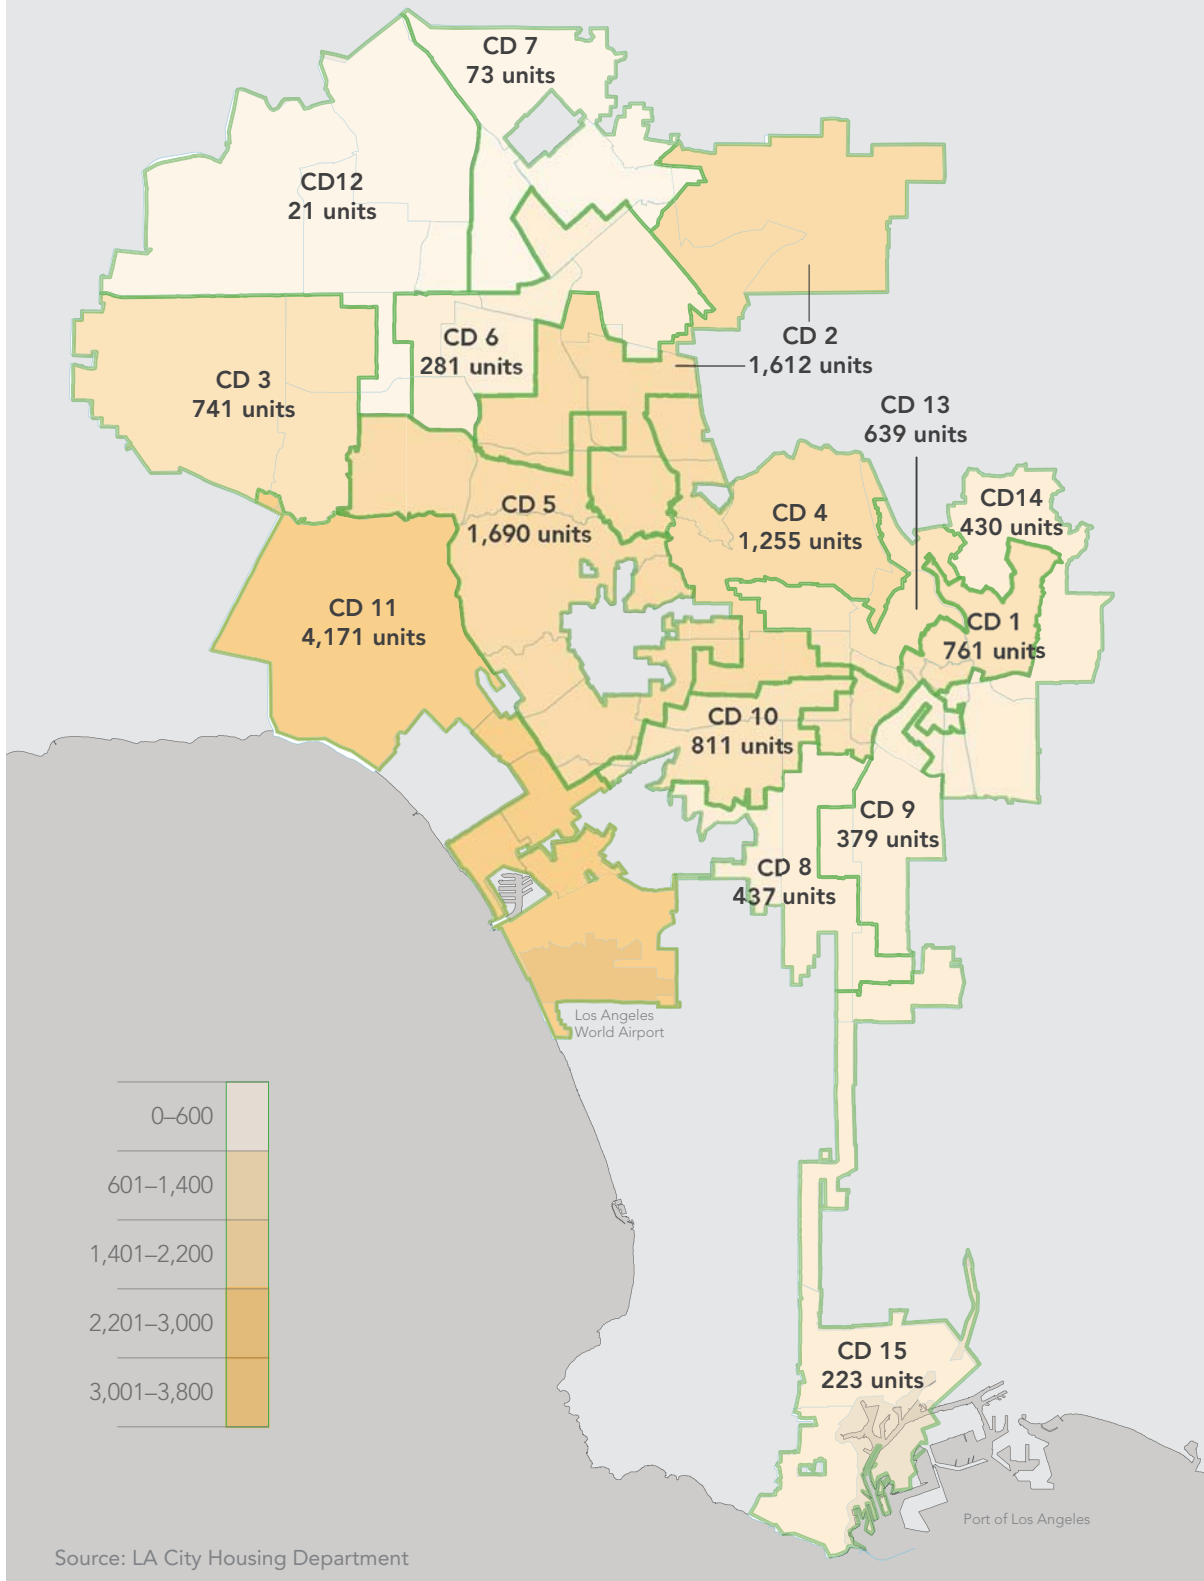 CD 7
73 units
CD12
21 units
CD 2
1,612 units
CD 6
281 units
CD 3
741 units
CD 13
639 units
CD14
430 units
CD 5
1,690 units
CD 4
1,255 units
CD 11
4,171 units
CD 1
761 units
CD 10
811 units
CD 9
379 units
CD 8
437 units
Los Angeles
World Airport
0–600
601–1,400
1,401–2,200
2,201–3,000
3,001–3,800
CD 15
223 units
Port of Los Angeles
Source: LA City Housing Department